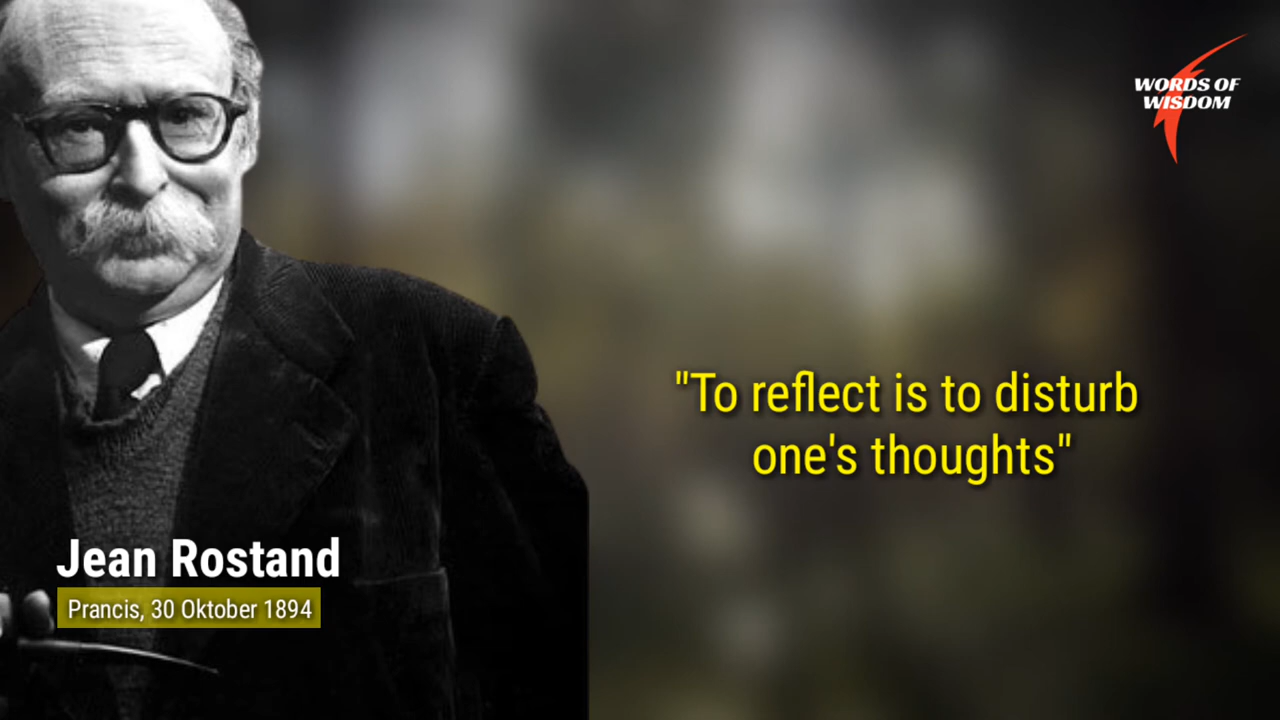 WORDS OF
WISDOM
"To reflect is to disturb
one's thoughts"
Jean Rostand
Prancis, 30 Oktober 1894